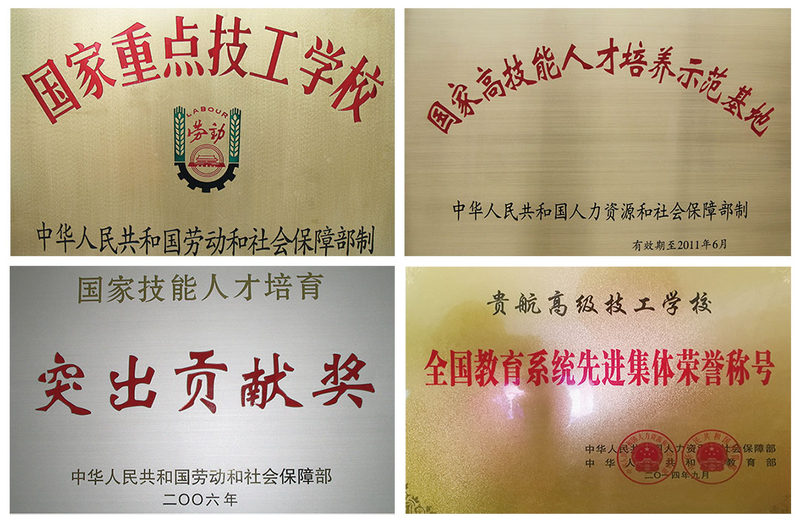 国家重点技工学校
LABOUR
劳动
中华人民共和国劳动和社会保障部制
国家高技能人才培养示范基地
中华人民共和国人力资源和社会保障部制
有效期至2011年6月
国家技能人才培育
突出贡献奖
中华人民共和国劳动和社会保障部
二〇〇六年
贵航高级技工学校
全国教育系统先进集体荣誉称号
中华人民共和国人力资源社会保障部
中华人民共和国教育部
二〇一四年九月